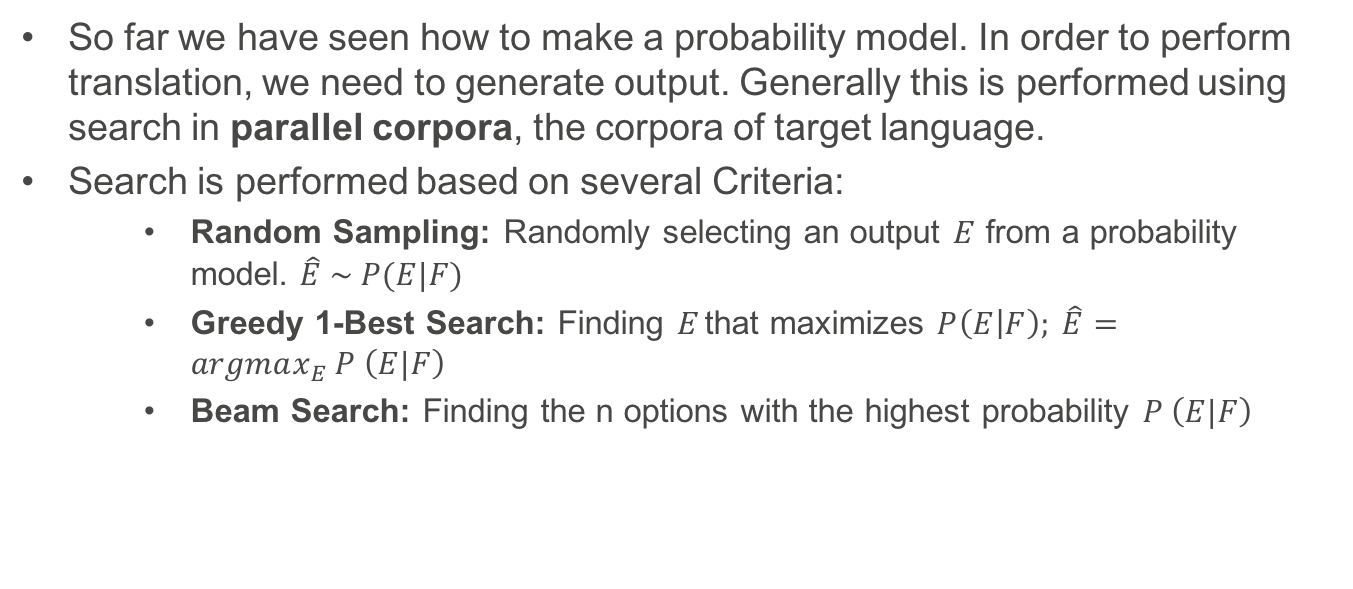 • So far we have seen how to make a probability model. In order to perform
translation, we need to generate output. Generally this is performed using
search in parallel corpora, the corpora of target language.
• Search is performed based on several Criteria:
• Random Sampling: Randomly selecting an output E from a probability
model. Ê ~ P(E|F)
• Greedy 1-Best Search: Finding E that maximizes P(E|F); Ê =
argmax_E P (E|F)
• Beam Search: Finding the n options with the highest probability P (E|F)